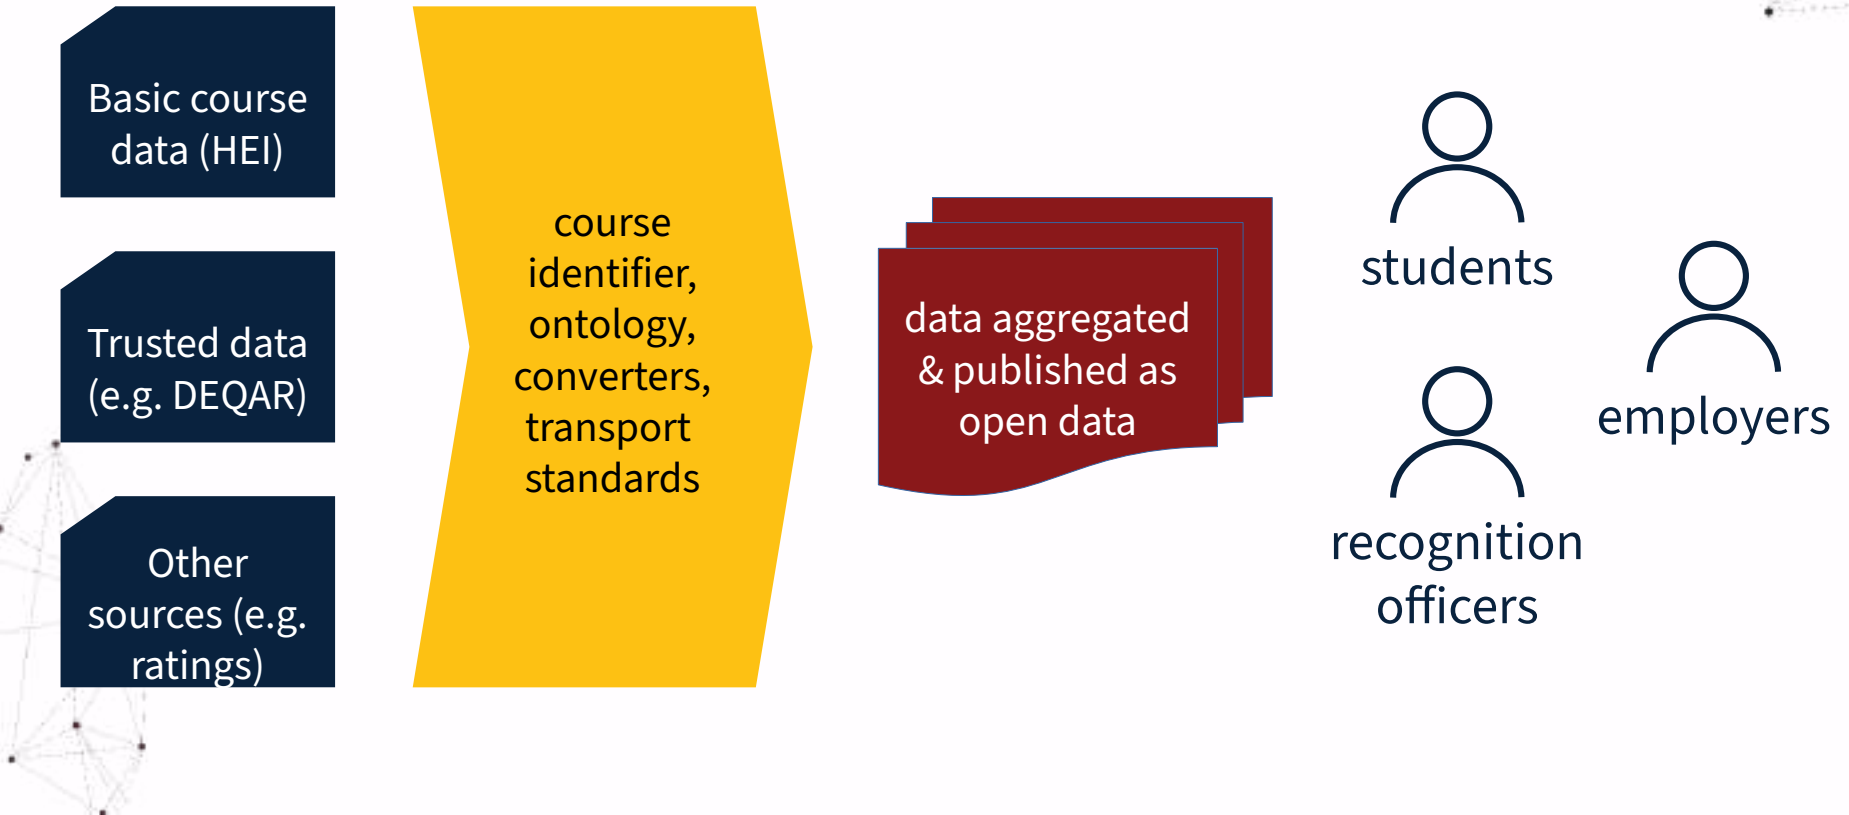 Basic course
data (HEI)
Trusted data
(e.g. DEQAR)
Other
sources (e.g.
ratings)
course
identifier,
ontology,
converters,
transport
standards
data aggregated
& published as
open data
students
employers
recognition
officers